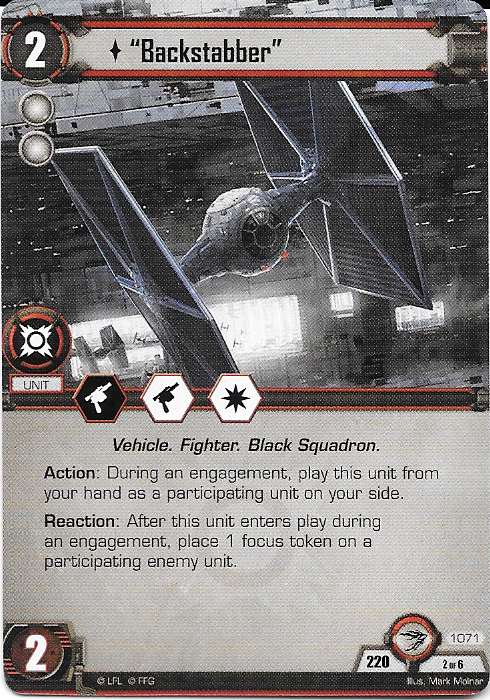 2
"Backstabber"
UNIT
Vehicle. Fighter. Black Squadron.
Action: During an engagement, play this unit from
your hand as a participating unit on your side.
Reaction: After this unit enters play during
an engagement, place 1 focus token on a
participating enemy unit.
2
220
2 OF 6
1071
© LFL © FFG
Illus. Mark Molnar